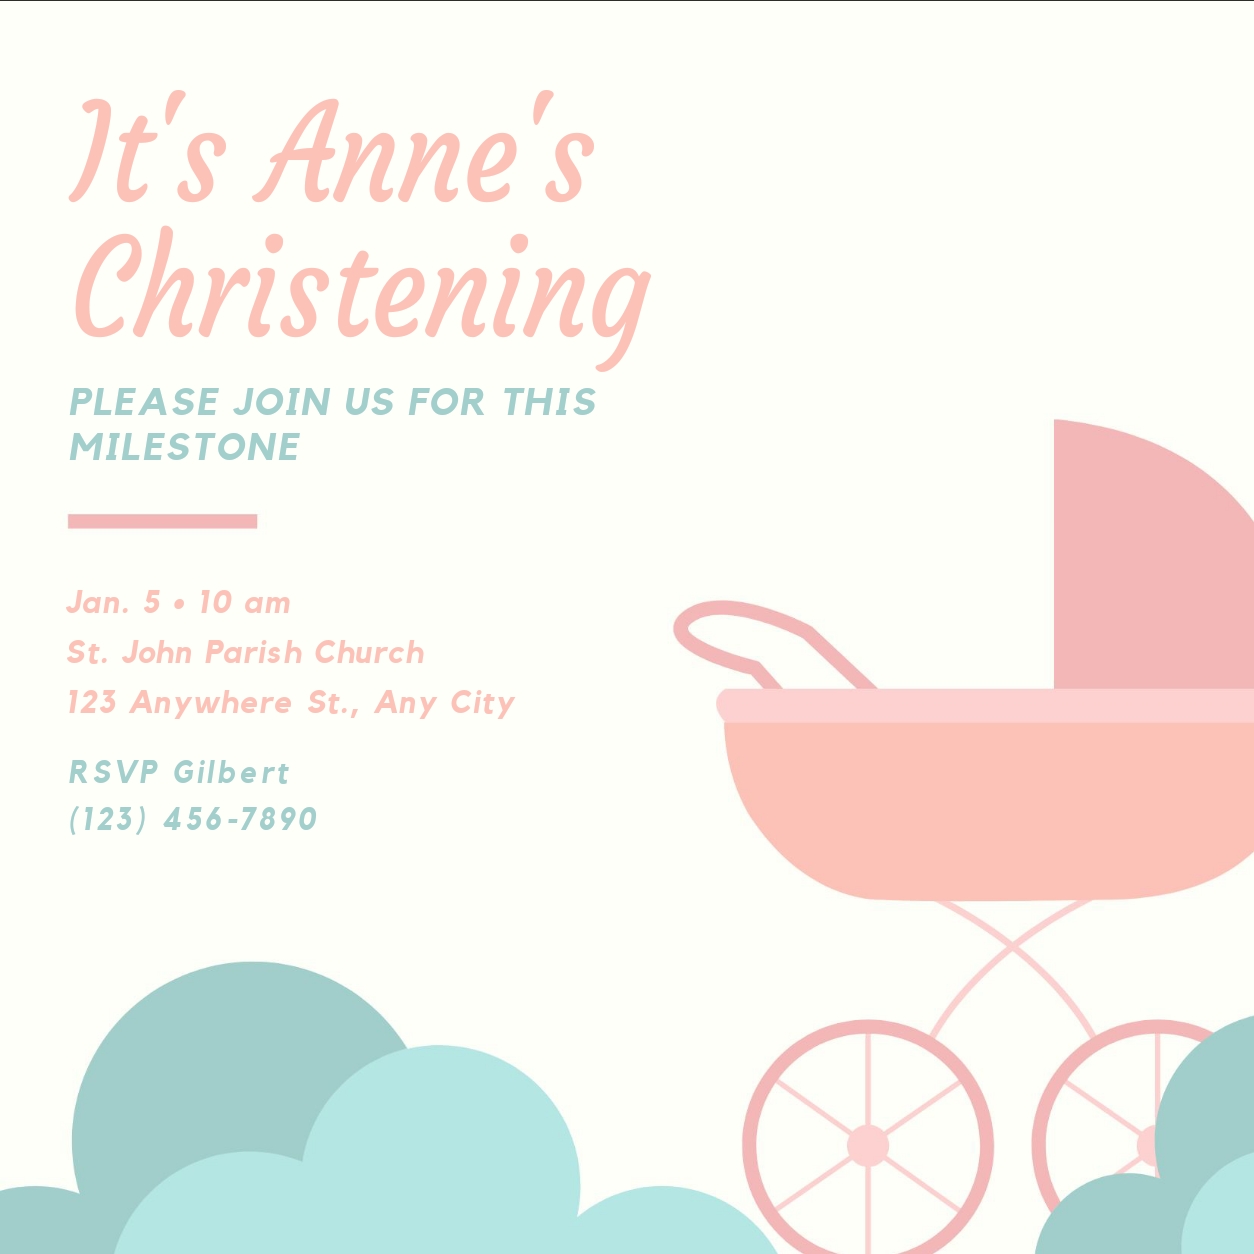 It's Anne's
Christening
PLEASE JOIN US FOR THIS
MILESTONE
Jan. 5 • 10 am
St. John Parish Church
123 Anywhere St., Any City
RSVP Gilbert
(123) 456-7890